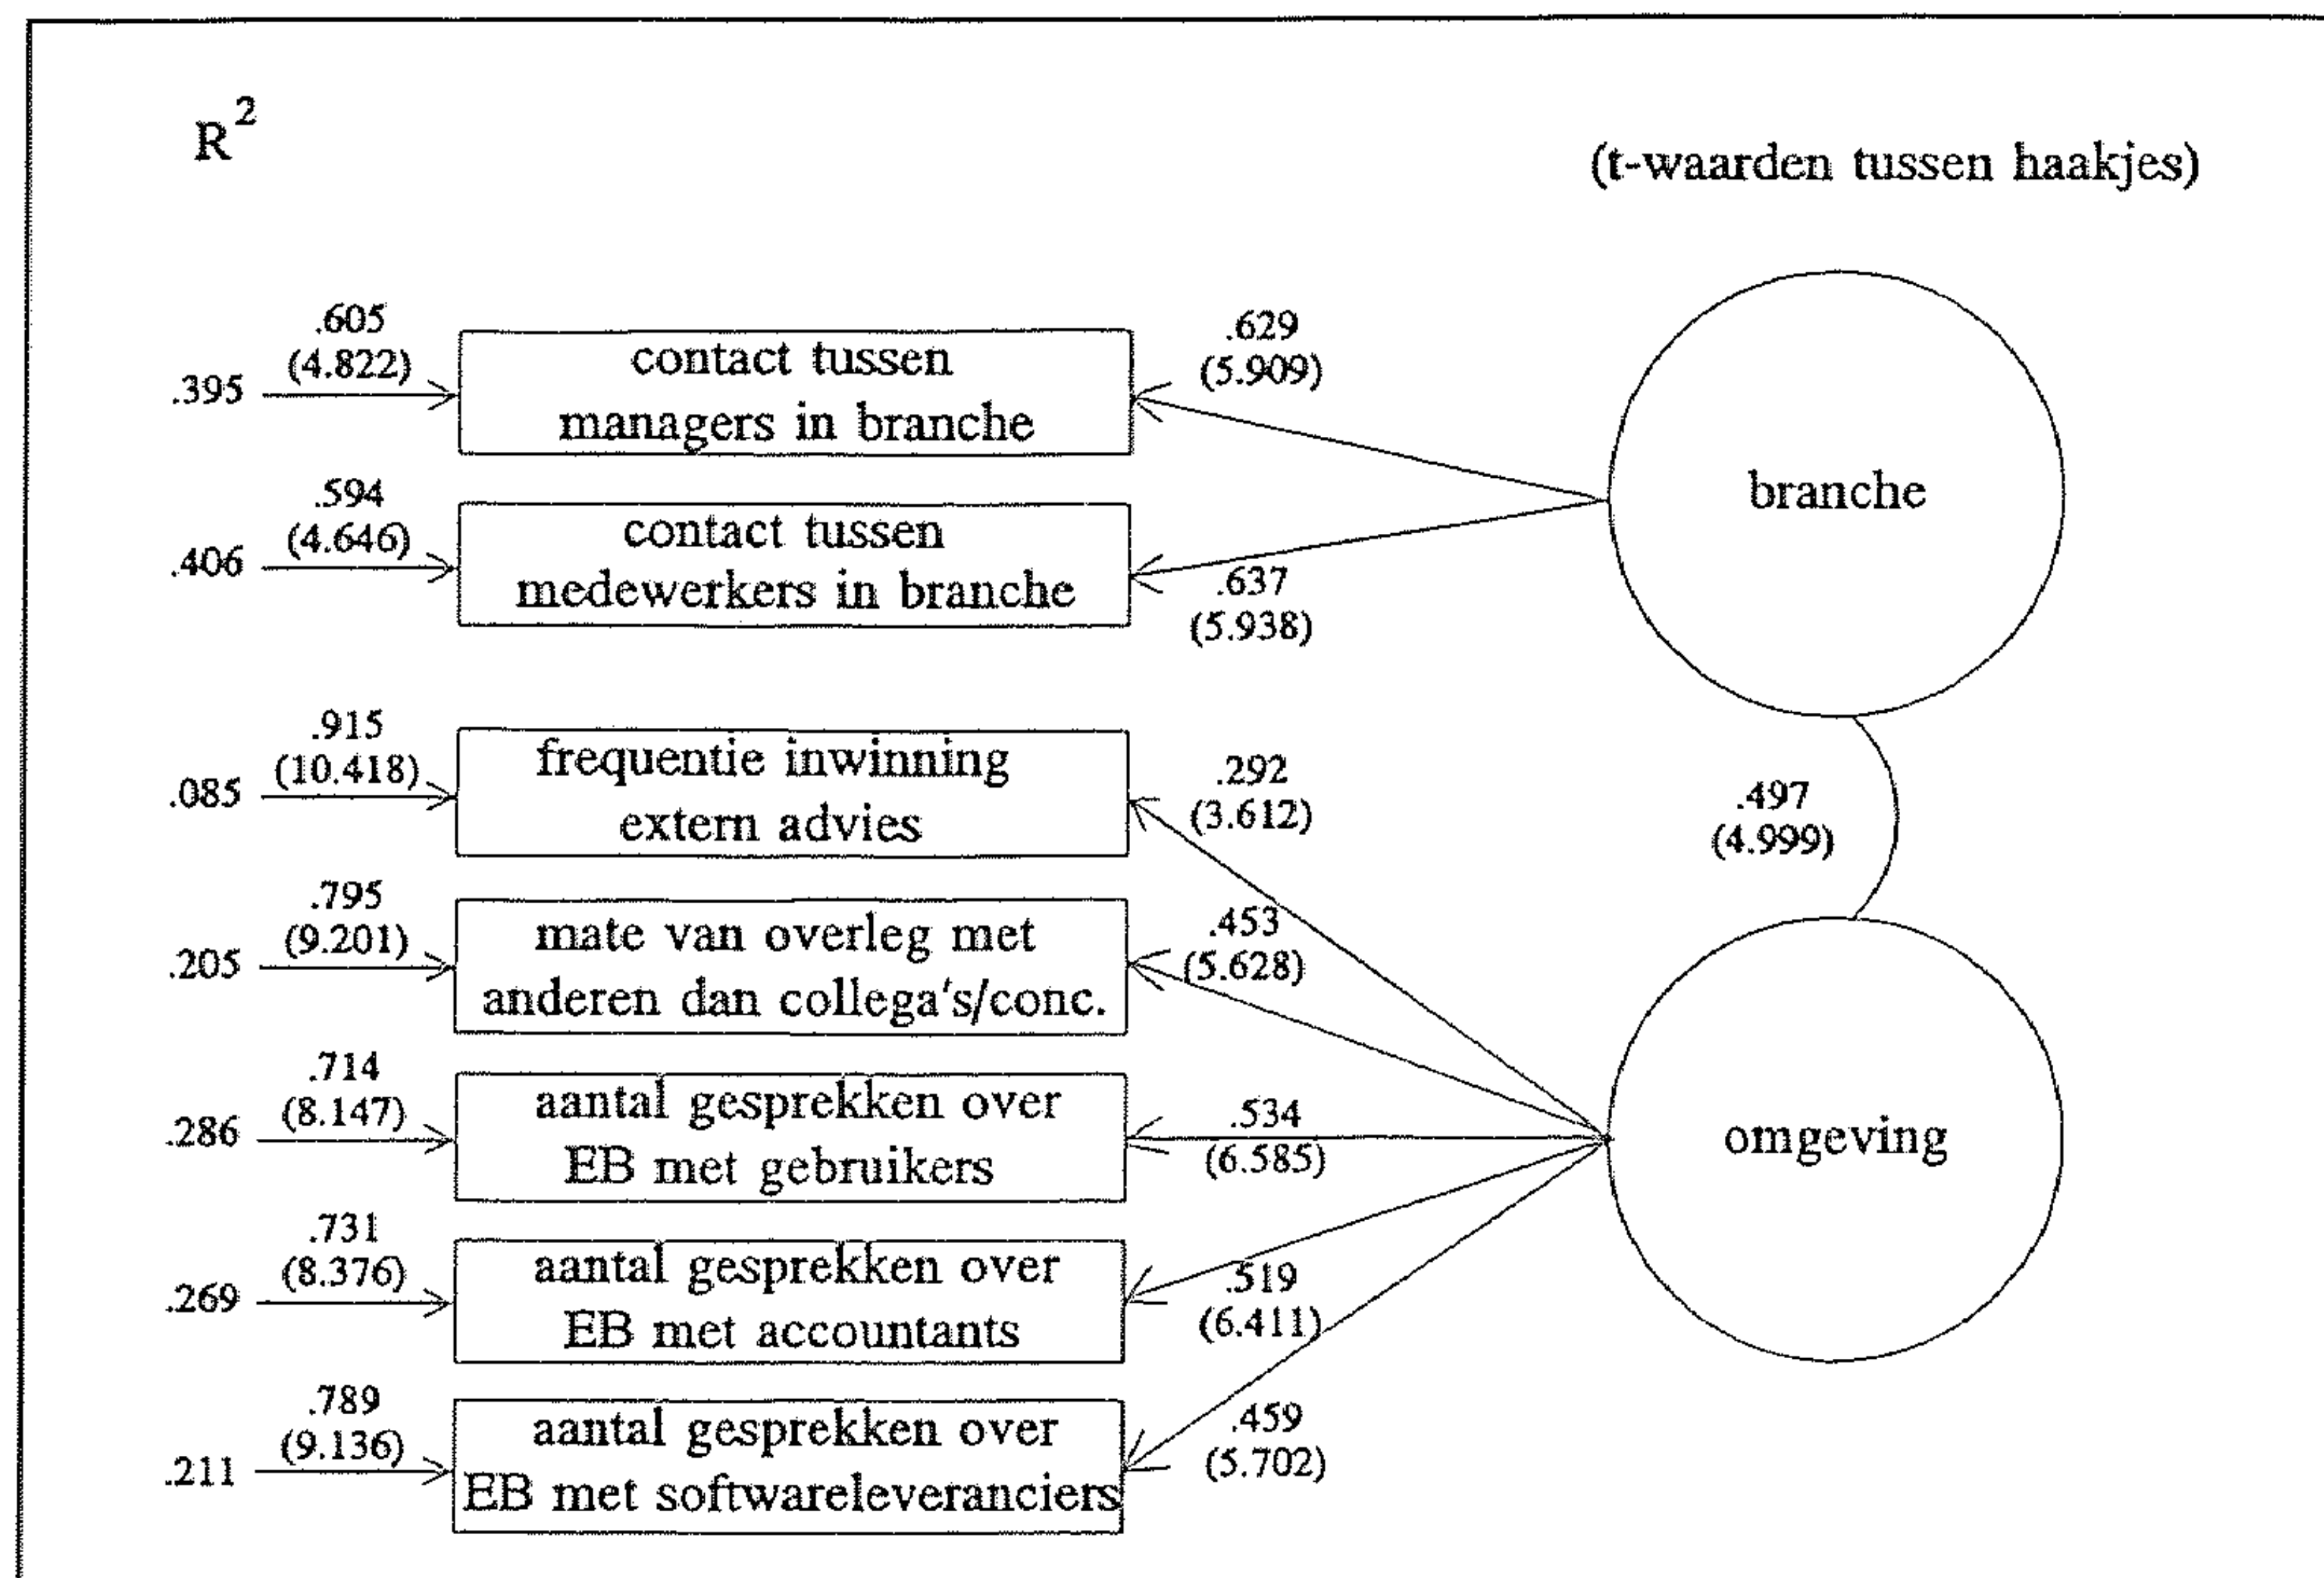 R²
(t-waarden tussen haakjes)
.605
(4.822)
.395
contact tussen
managers in branche
.629
(5.909)
branche
.594
(4.646)
.406
contact tussen
medewerkers in branche
.637
(5.938)
.915
(10.418)
.085
frequentie inwinning
extern advies
.292
(3.612)
.497
(4.999)
.795
(9.201)
.205
mate van overleg met
anderen dan collega's/conc.
.453
(5.628)
.714
(8.147)
.286
aantal gesprekken over
EB met gebruikers
.534
(6.585)
omgeving
.731
(8.376)
.269
aantal gesprekken over
EB met accountants
.519
(6.411)
.789
(9.136)
.211
aantal gesprekken over
EB met softwareleveranciers
.459
(5.702)